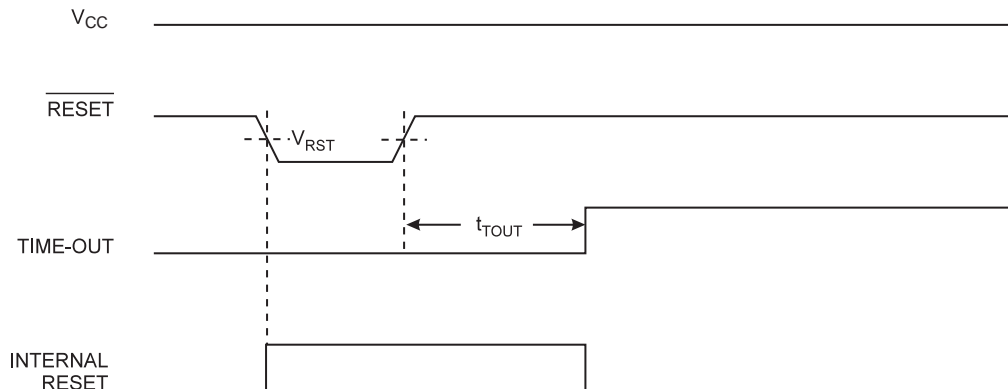 VCC
RESET
VRST
tTOUT
TIME-OUT
INTERNAL
RESET